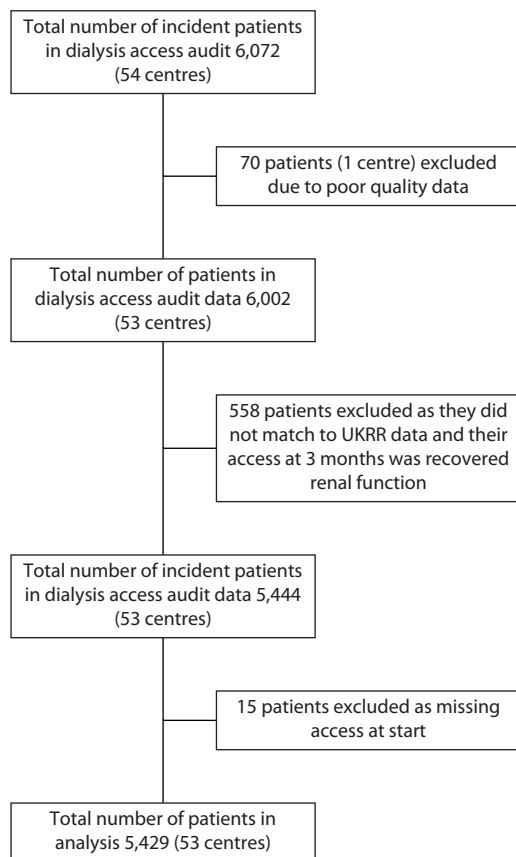 Total number of incident patients
in dialysis access audit 6,072
(54 centres)
70 patients (1 centre) excluded
due to poor quality data
Total number of patients in
dialysis access audit data 6,002
(53 centres)
558 patients excluded as they did
not match to UKRR data and their
access at 3 months was recovered
renal function
Total number of incident patients
in dialysis access audit data 5,444
(53 centres)
15 patients excluded as missing
access at start
Total number of patients in
analysis 5,429 (53 centres)